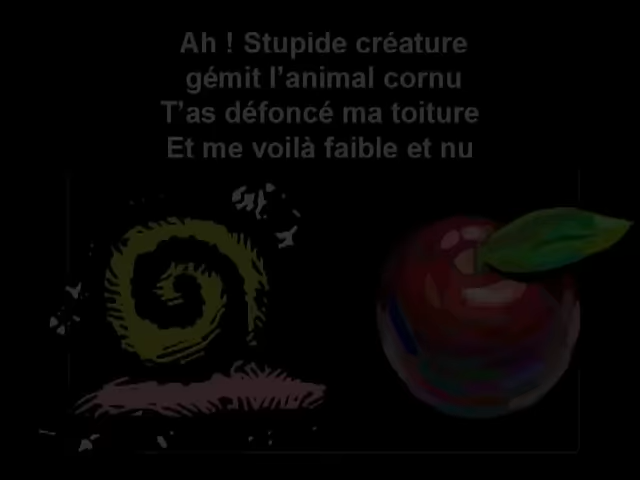 Ah ! Stupide créature
gémit l’animal cornu
T’as défoncé ma toiture
Et me voilà faible et nu